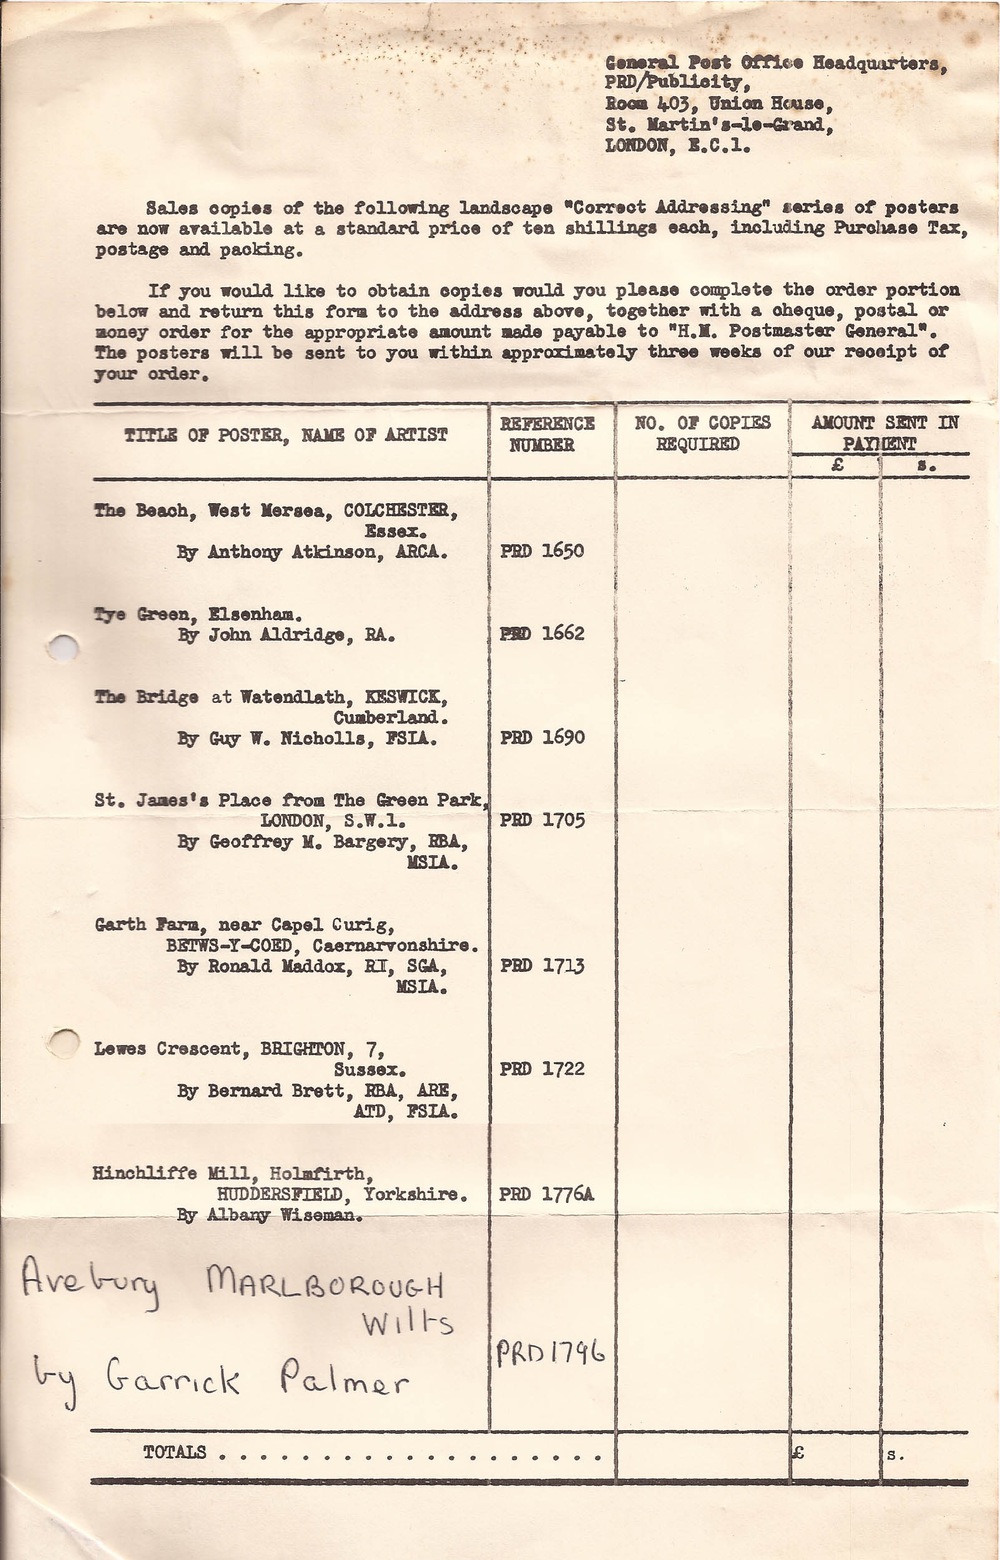 General Post Office Headquarters,
PRD/Publicity,
Room 403, Union House,
St. Martin's-le-Grand,
LONDON, E.C.1.
Sales copies of the following landscape "Correct Addressing" series of posters
are now available at a standard price of ten shillings each, including Purchase Tax,
postage and packing.
If you would like to obtain copies would you please complete the order portion
below and return this form to the address above, together with a cheque, postal or
money order for the appropriate amount made payable to "H.M. Postmaster General".
The posters will be sent to you within approximately three weeks of our receipt of
your order.
TITLE OF POSTER, NAME OF ARTIST
REFERENCE
NUMBER
NO. OF COPIES
REQUIRED
AMOUNT SENT IN
PAYMENT
£ s.
The Beach, West Mersea, COLCHESTER,
Essex.
By Anthony Atkinson, ARCA. PRD 1650
Tye Green, Elsenham.
By John Aldridge, RA. PRD 1662
The Bridge at Watendlath, KESWICK,
Cumberland.
By Guy W. Nicholls, FSIA. PRD 1690
St. James's Place from The Green Park,
LONDON, S.W.1. PRD 1705
By Geoffrey M. Bargery, RBA,
MSIA.
Garth Farm, near Capel Curig,
BETWS-Y-COED, Caernarvonshire.
By Ronald Maddox, RI, SGA, PRD 1713
MSIA.
Lewes Crescent, BRIGHTON, 7,
Sussex. PRD 1722
By Bernard Brett, RBA, ARE,
ATD, FSIA.
Hinchliffe Mill, Holmfirth,
HUDDERSFIELD, Yorkshire. PRD 1776A
By Albany Wiseman.
Avebury MARLBOROUGH
Wilts
PRD1796
by Garrick Palmer
TOTALS . . . . . . . . . . . . . . . . . . . £ s.